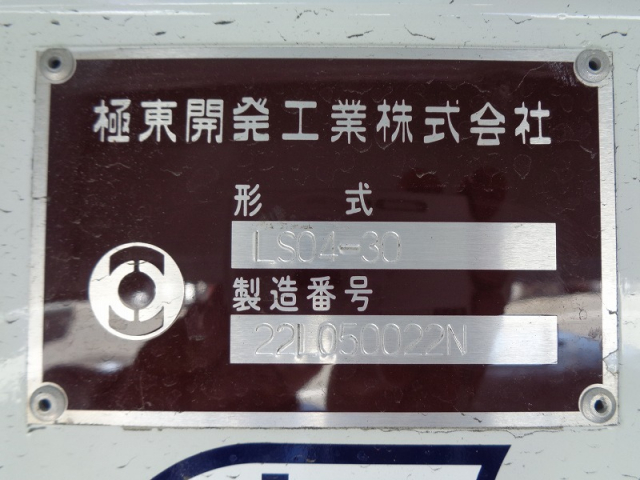 極東開発工業株式会社
形 式
LS04-30
製造番号
22L050022N